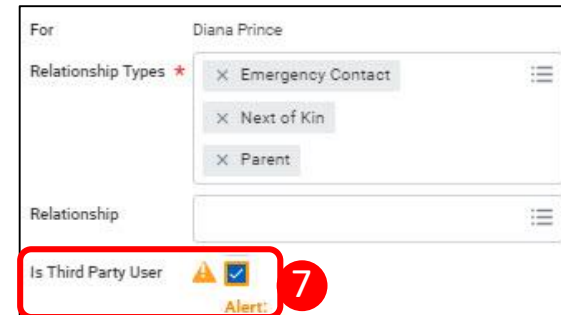 For Diana Prince
Relationship Types * × Emergency Contact
× Next of Kin
× Parent
Relationship
Is Third Party User 7
Alert: